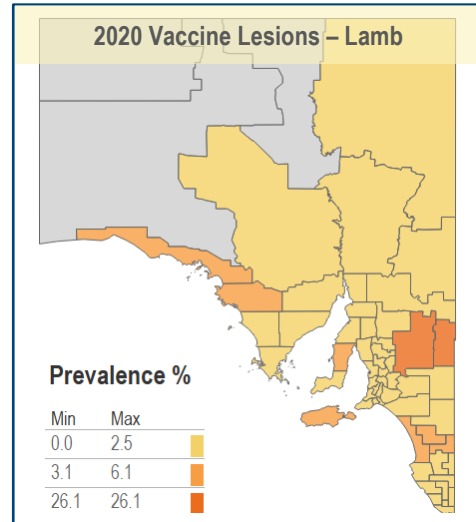 2020 Vaccine Lesions – Lamb
Prevalence %
Min Max
0.0 2.5
3.1 6.1
26.1 26.1